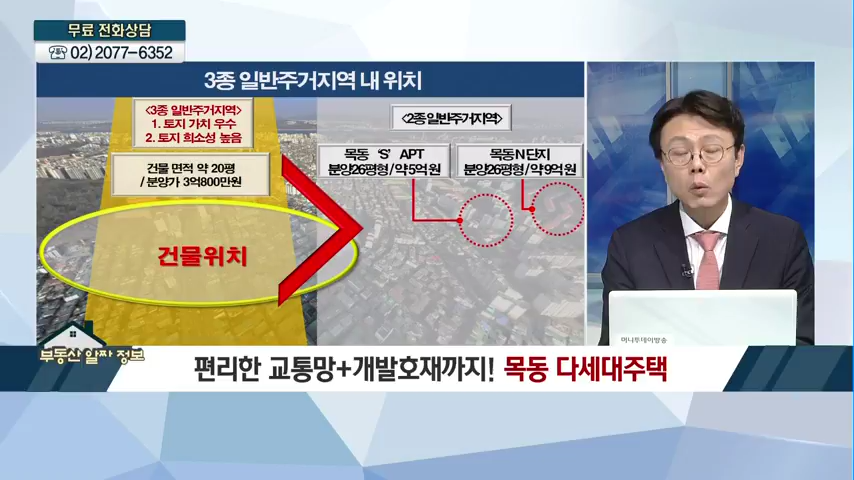 무료 전화상담
☎ 02) 2077-6352
3종 일반주거지역 내 위치
<3종 일반주거지역>
1. 토지 가치 우수
2. 토지 희소성 높음
건물 면적 약 20평
/ 분양가 3억800만원
건물위치
<2종일반주거지역>
목동 'S' APT
분양26평형 / 약 5억 원
목동 N 단지
분양26평형 / 약 9억 원
머니투데이방송
부동산 알짜 정보
편리한 교통망+개발호재까지! 목동 다세대주택